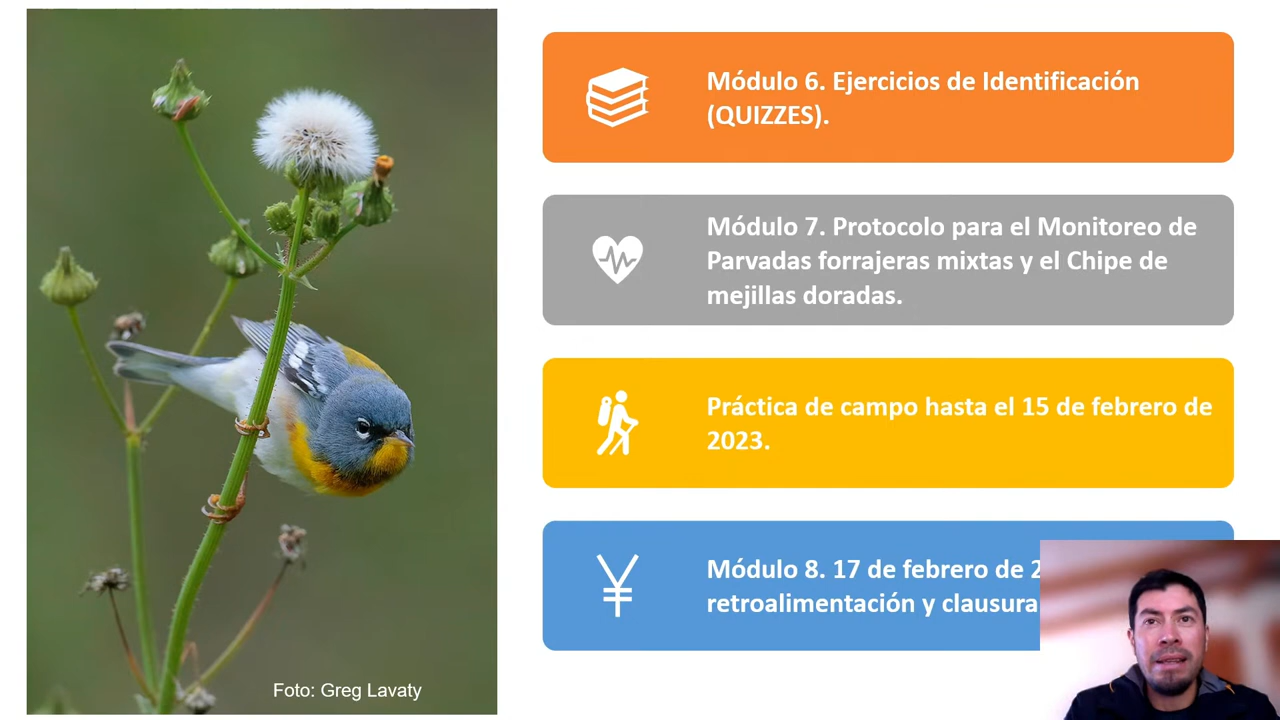 Módulo 6. Ejercicios de Identificación
(QUIZZES).
Módulo 7. Protocolo para el Monitoreo de
Parvadas forrajeras mixtas y el Chipe de
mejillas doradas.
Práctica de campo hasta el 15 de febrero de
2023.
Módulo 8. 17 de febrero de 2
retroalimentación y clausura
Foto: Greg Lavaty